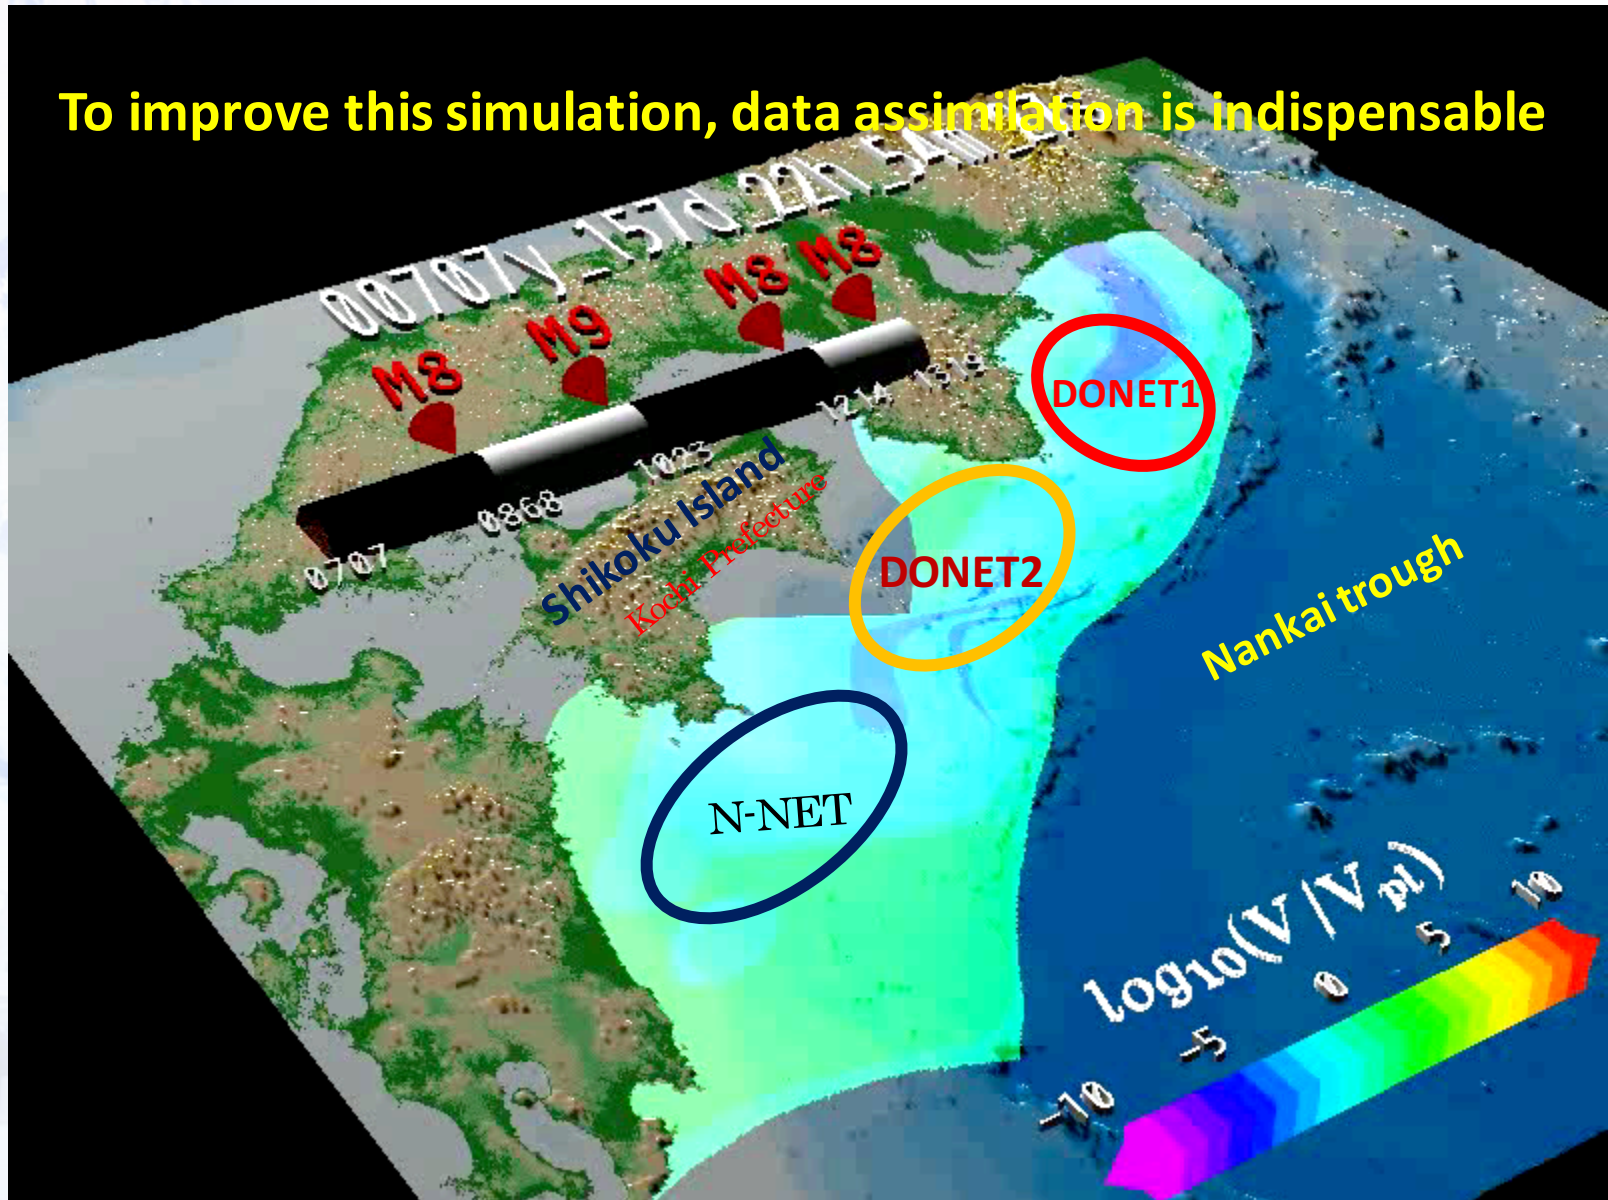 To improve this simulation, data assimilation is indispensable
M8
M9
M8
M8
0707
0868
1023
1214
Shikoku Island
Kochi Prefecture
DONET1
DONET2
N-NET
Nankai trough
log10(V/Vpl)
-10
-5
0
5
10